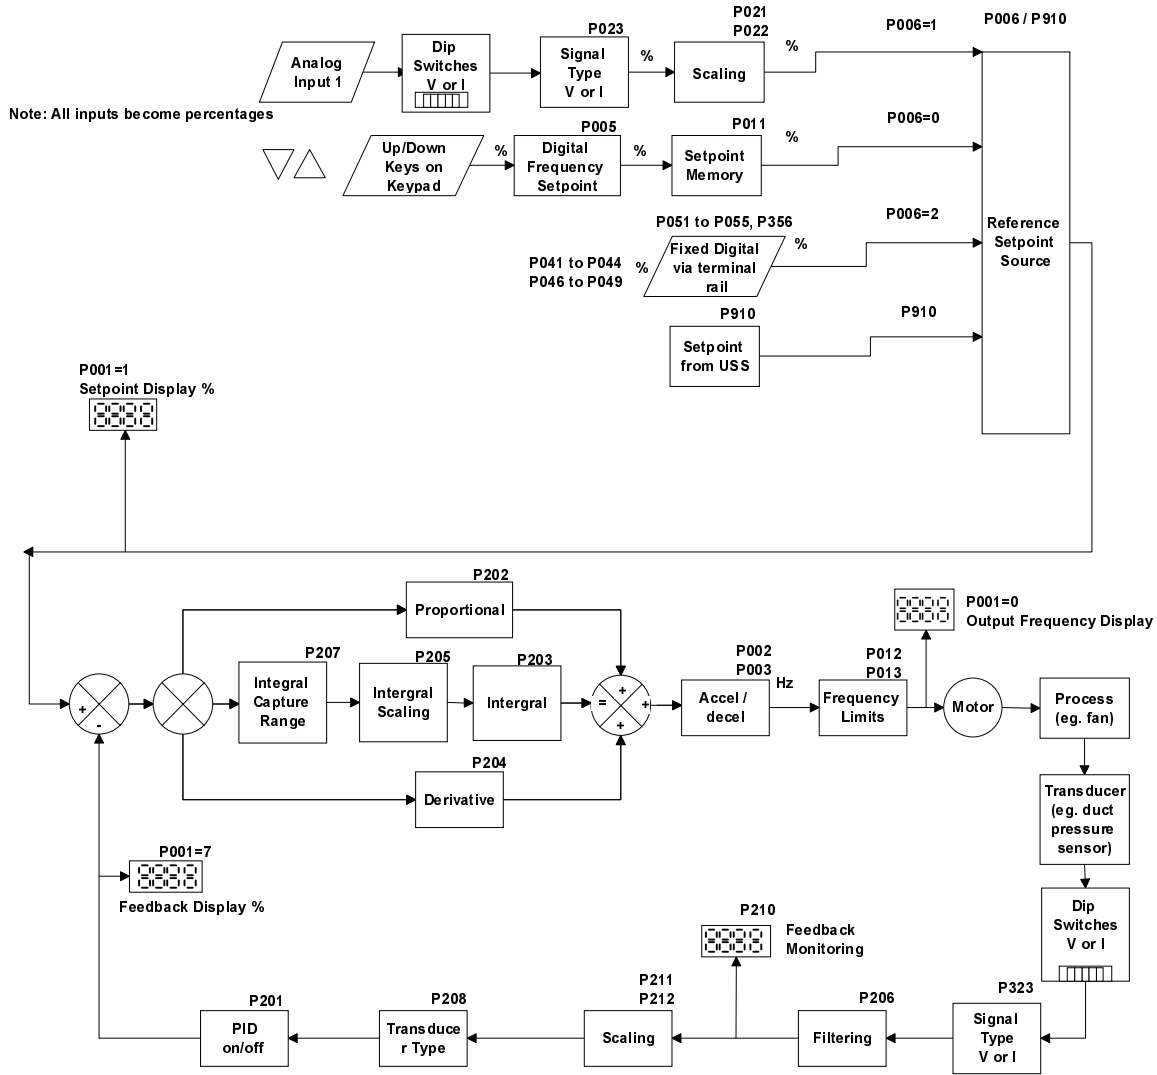 P021
P022
P006=1
P006 / P910
P023
Analog
Input 1
Dip
Switches
V or I
Signal
Type
V or I
%
Scaling
%
Note: All inputs become percentages
P006=0
P005
P011
Up/Down
Keys on
Keypad
%
Digital
Frequency
Setpoint
%
Setpoint
Memory
%
P051 to P055, P356
P006=2
Reference
Setpoint
Source
P041 to P044
P046 to P049
%
Fixed Digital
via terminal
rail
%
P910
P910
Setpoint
from USS
P001=1
Setpoint Display %
P202
Proportional
P001=0
Output Frequency Display
P207
P205
P203
P002
P003
Hz
P012
P013
+
-
Integral
Capture
Range
Intergral
Scaling
Intergral
+
=
+
+
Accel /
decel
Frequency
Limits
Motor
Process
(eg. fan)
P204
Derivative
Transducer
(eg. duct
pressure
sensor)
P001=7
Feedback Display %
Dip
Switches
V or I
P210
Feedback
Monitoring
P201
P208
P211
P212
P206
P323
PID
on/off
Transduce
r Type
Scaling
Filtering
Signal
Type
V or I